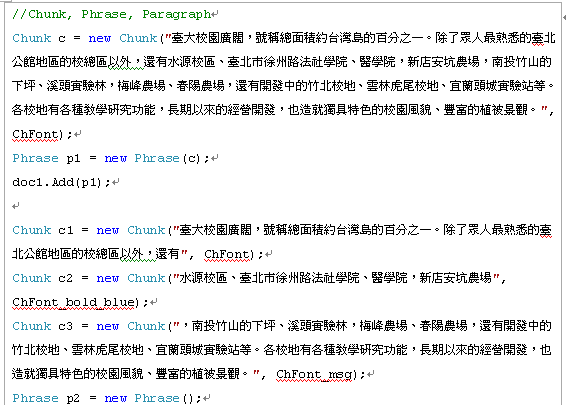 //Chunk, Phrase, Paragraph↵
Chunk c = new Chunk("臺大校園廣闊，號稱總面積約台灣島的百分之一。除了眾人最熟悉的臺北
公館地區的校總區以外，還有水源校區、臺北市徐州路法社學院、醫學院，新店安坑農場，南投竹山的
下坪、溪頭實驗林，梅峰農場、春陽農場，還有開發中的竹北校地、雲林虎尾校地、宜蘭頭城實驗站等。
各校地有各種教學研究功能，長期以來的經營開發，也造就獨具特色的校園風貌、豐富的植被景觀。",
ChFont);↵
Phrase p1 = new Phrase(c);↵
doc1.Add(p1);↵
↵
Chunk c1 = new Chunk("臺大校園廣闊，號稱總面積約台灣島的百分之一。除了眾人最熟悉的臺
北公館地區的校總區以外，還有", ChFont);↵
Chunk c2 = new Chunk("水源校區、臺北市徐州路法社學院、醫學院，新店安坑農場",
ChFont_bold_blue);↵
Chunk c3 = new Chunk("，南投竹山的下坪、溪頭實驗林，梅峰農場、春陽農場，還有開發中的
竹北校地、雲林虎尾校地、宜蘭頭城實驗站等。各校地有各種教學研究功能，長期以來的經營開發，也
造就獨具特色的校園風貌、豐富的植被景觀。", ChFont_msg);↵
Phrase p2 = new Phrase();↵